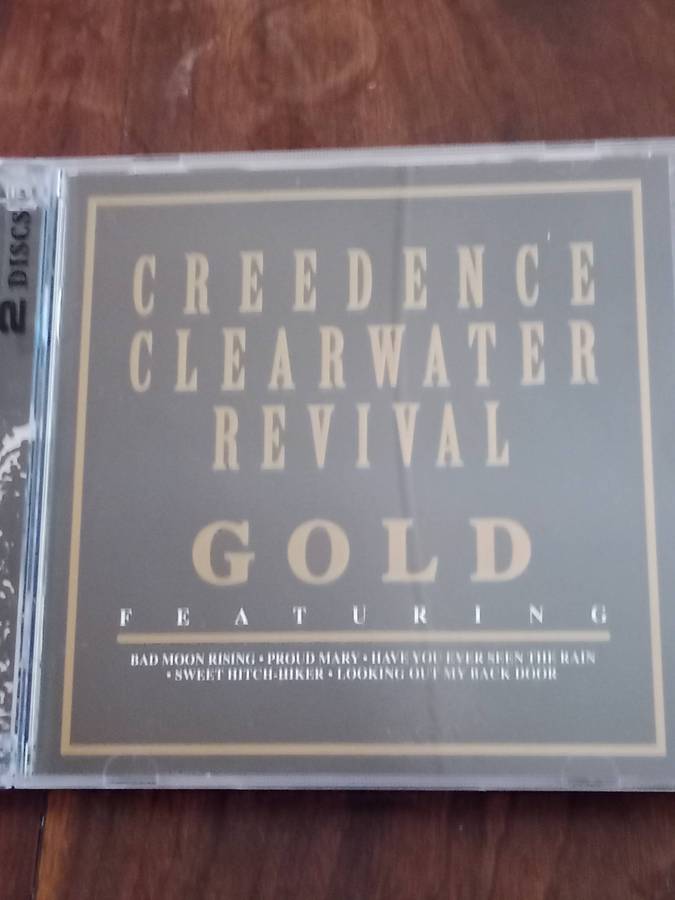 2 DISCS
CREEDENCE
CLEARWATER
REVIVAL
GOLD
FEATURING
BAD MOON RISING • PROUD MARY • HAVE YOU EVER SEEN THE RAIN
• SWEET HITCH-HIKER • LOOKING OUT MY BACK DOOR